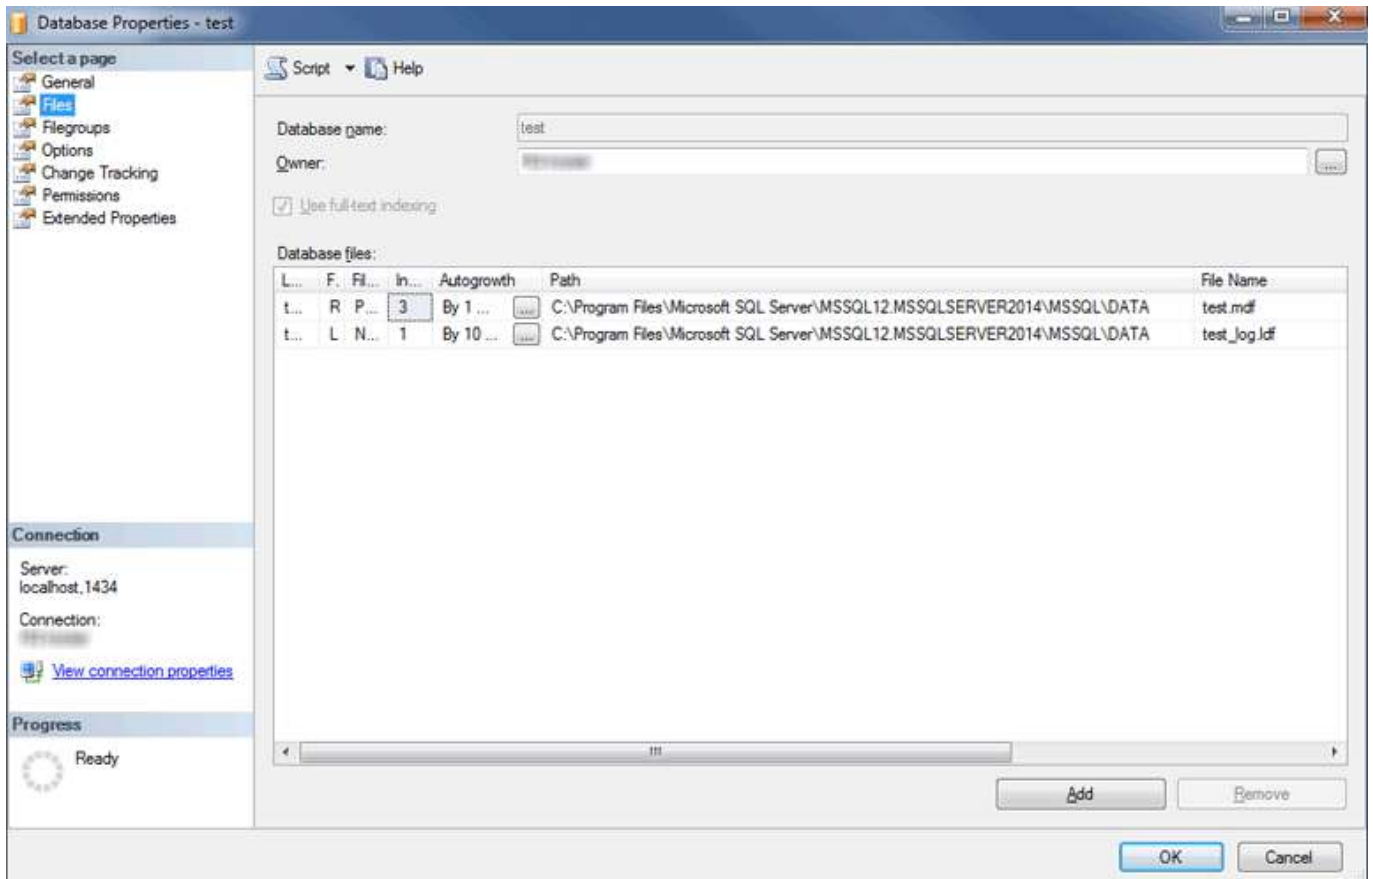 Database Properties - test
Select a page
General
Files
Filegroups
Options
Change Tracking
Permissions
Extended Properties
Connection
Server:
localhost,1434
Connection:
View connection properties
Progress
Ready
Script Help
Database name: test
Owner: ...
Use full-text indexing
Database files:
L... F. Fil... In... Autogrowth Path File Name
t... R P... 3 By 1 ... ... C:\Program Files\Microsoft SQL Server\MSSQL12.MSSQLSERVER2014\MSSQL\DATA test.mdf
t... L N... 1 By 10 ... ... C:\Program Files\Microsoft SQL Server\MSSQL12.MSSQLSERVER2014\MSSQL\DATA test_log.ldf
Add Remove
OK Cancel